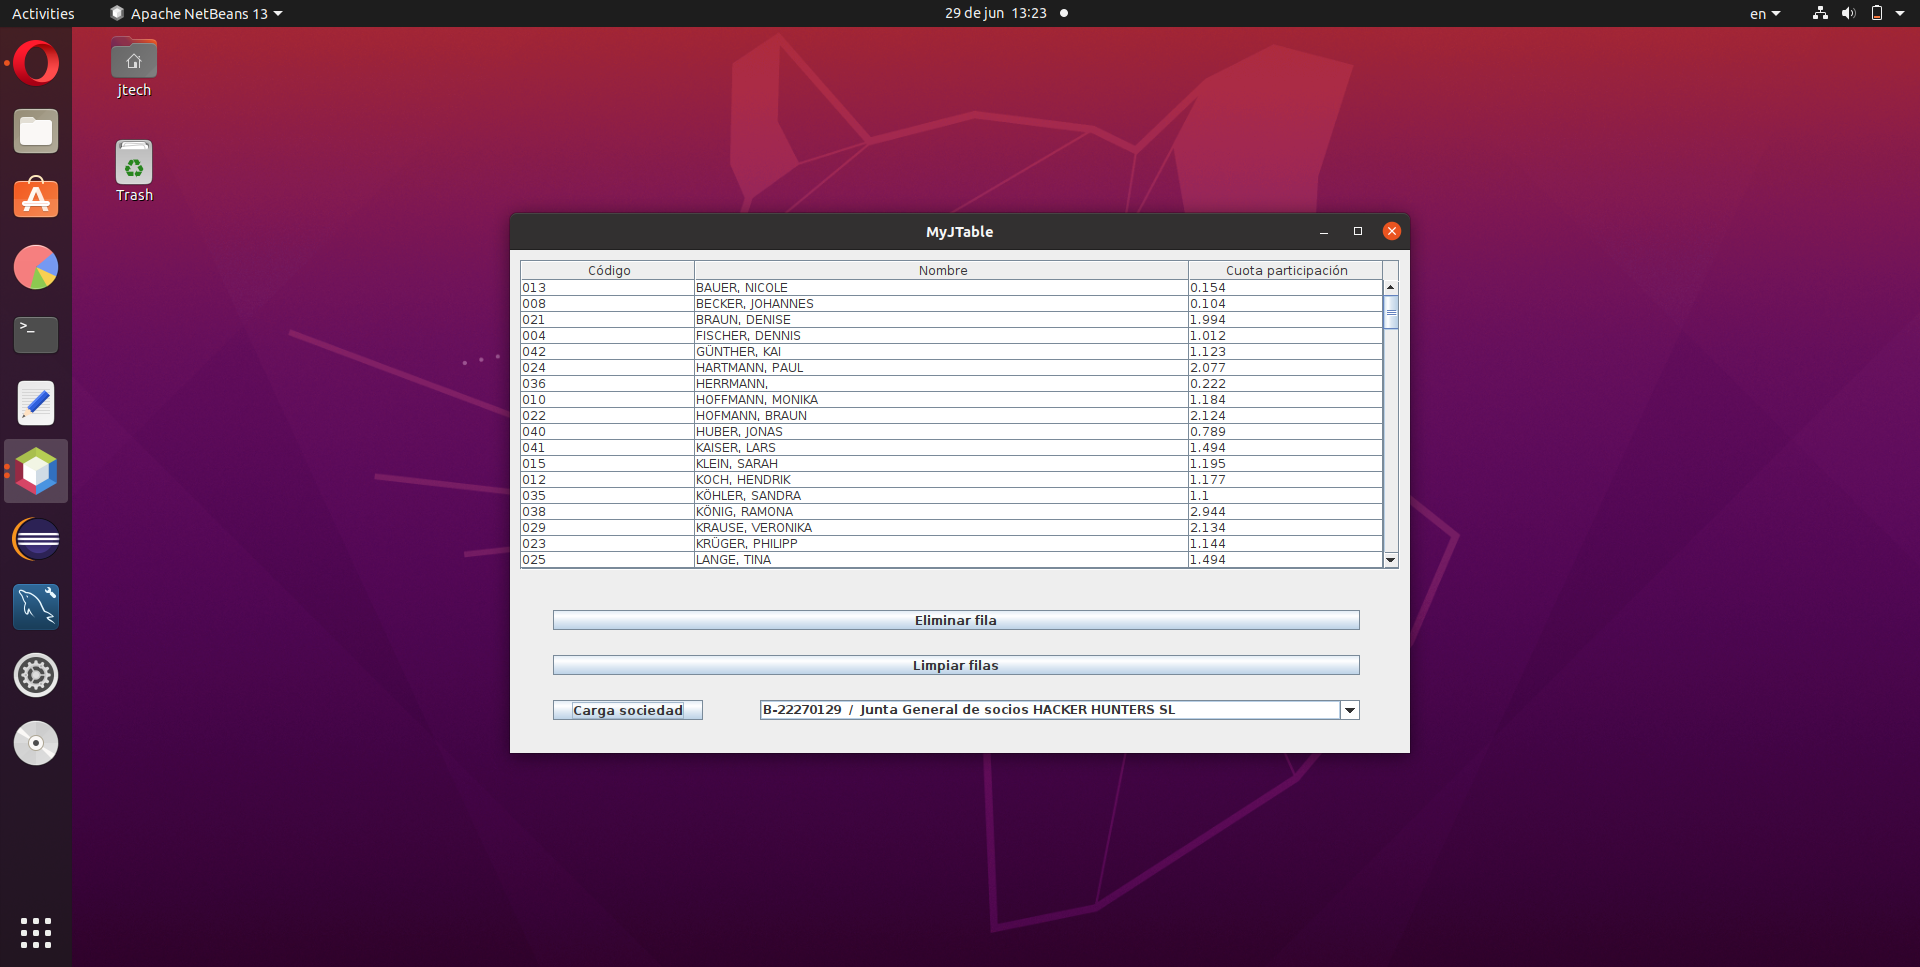 Activities Apache NetBeans 13 29 de jun 13:23 en
jtech
Trash
>_
MyJTable
Código Nombre Cuota participación
013 BAUER, NICOLE 0.154
008 BECKER, JOHANNES 0.104
021 BRAUN, DENISE 1.994
004 FISCHER, DENNIS 1.012
042 GÜNTHER, KAI 1.123
024 HARTMANN, PAUL 2.077
036 HERRMANN, 0.222
010 HOFFMANN, MONIKA 1.184
022 HOFMANN, BRAUN 2.124
040 HUBER, JONAS 0.789
041 KAISER, LARS 1.494
015 KLEIN, SARAH 1.195
012 KOCH, HENDRIK 1.177
035 KÖHLER, SANDRA 1.1
038 KÖNIG, RAMONA 2.944
029 KRAUSE, VERONIKA 2.134
023 KRÜGER, PHILIPP 1.144
025 LANGE, TINA 1.494
Eliminar fila
Limpiar filas
Carga sociedad B-22270129 / Junta General de socios HACKER HUNTERS SL